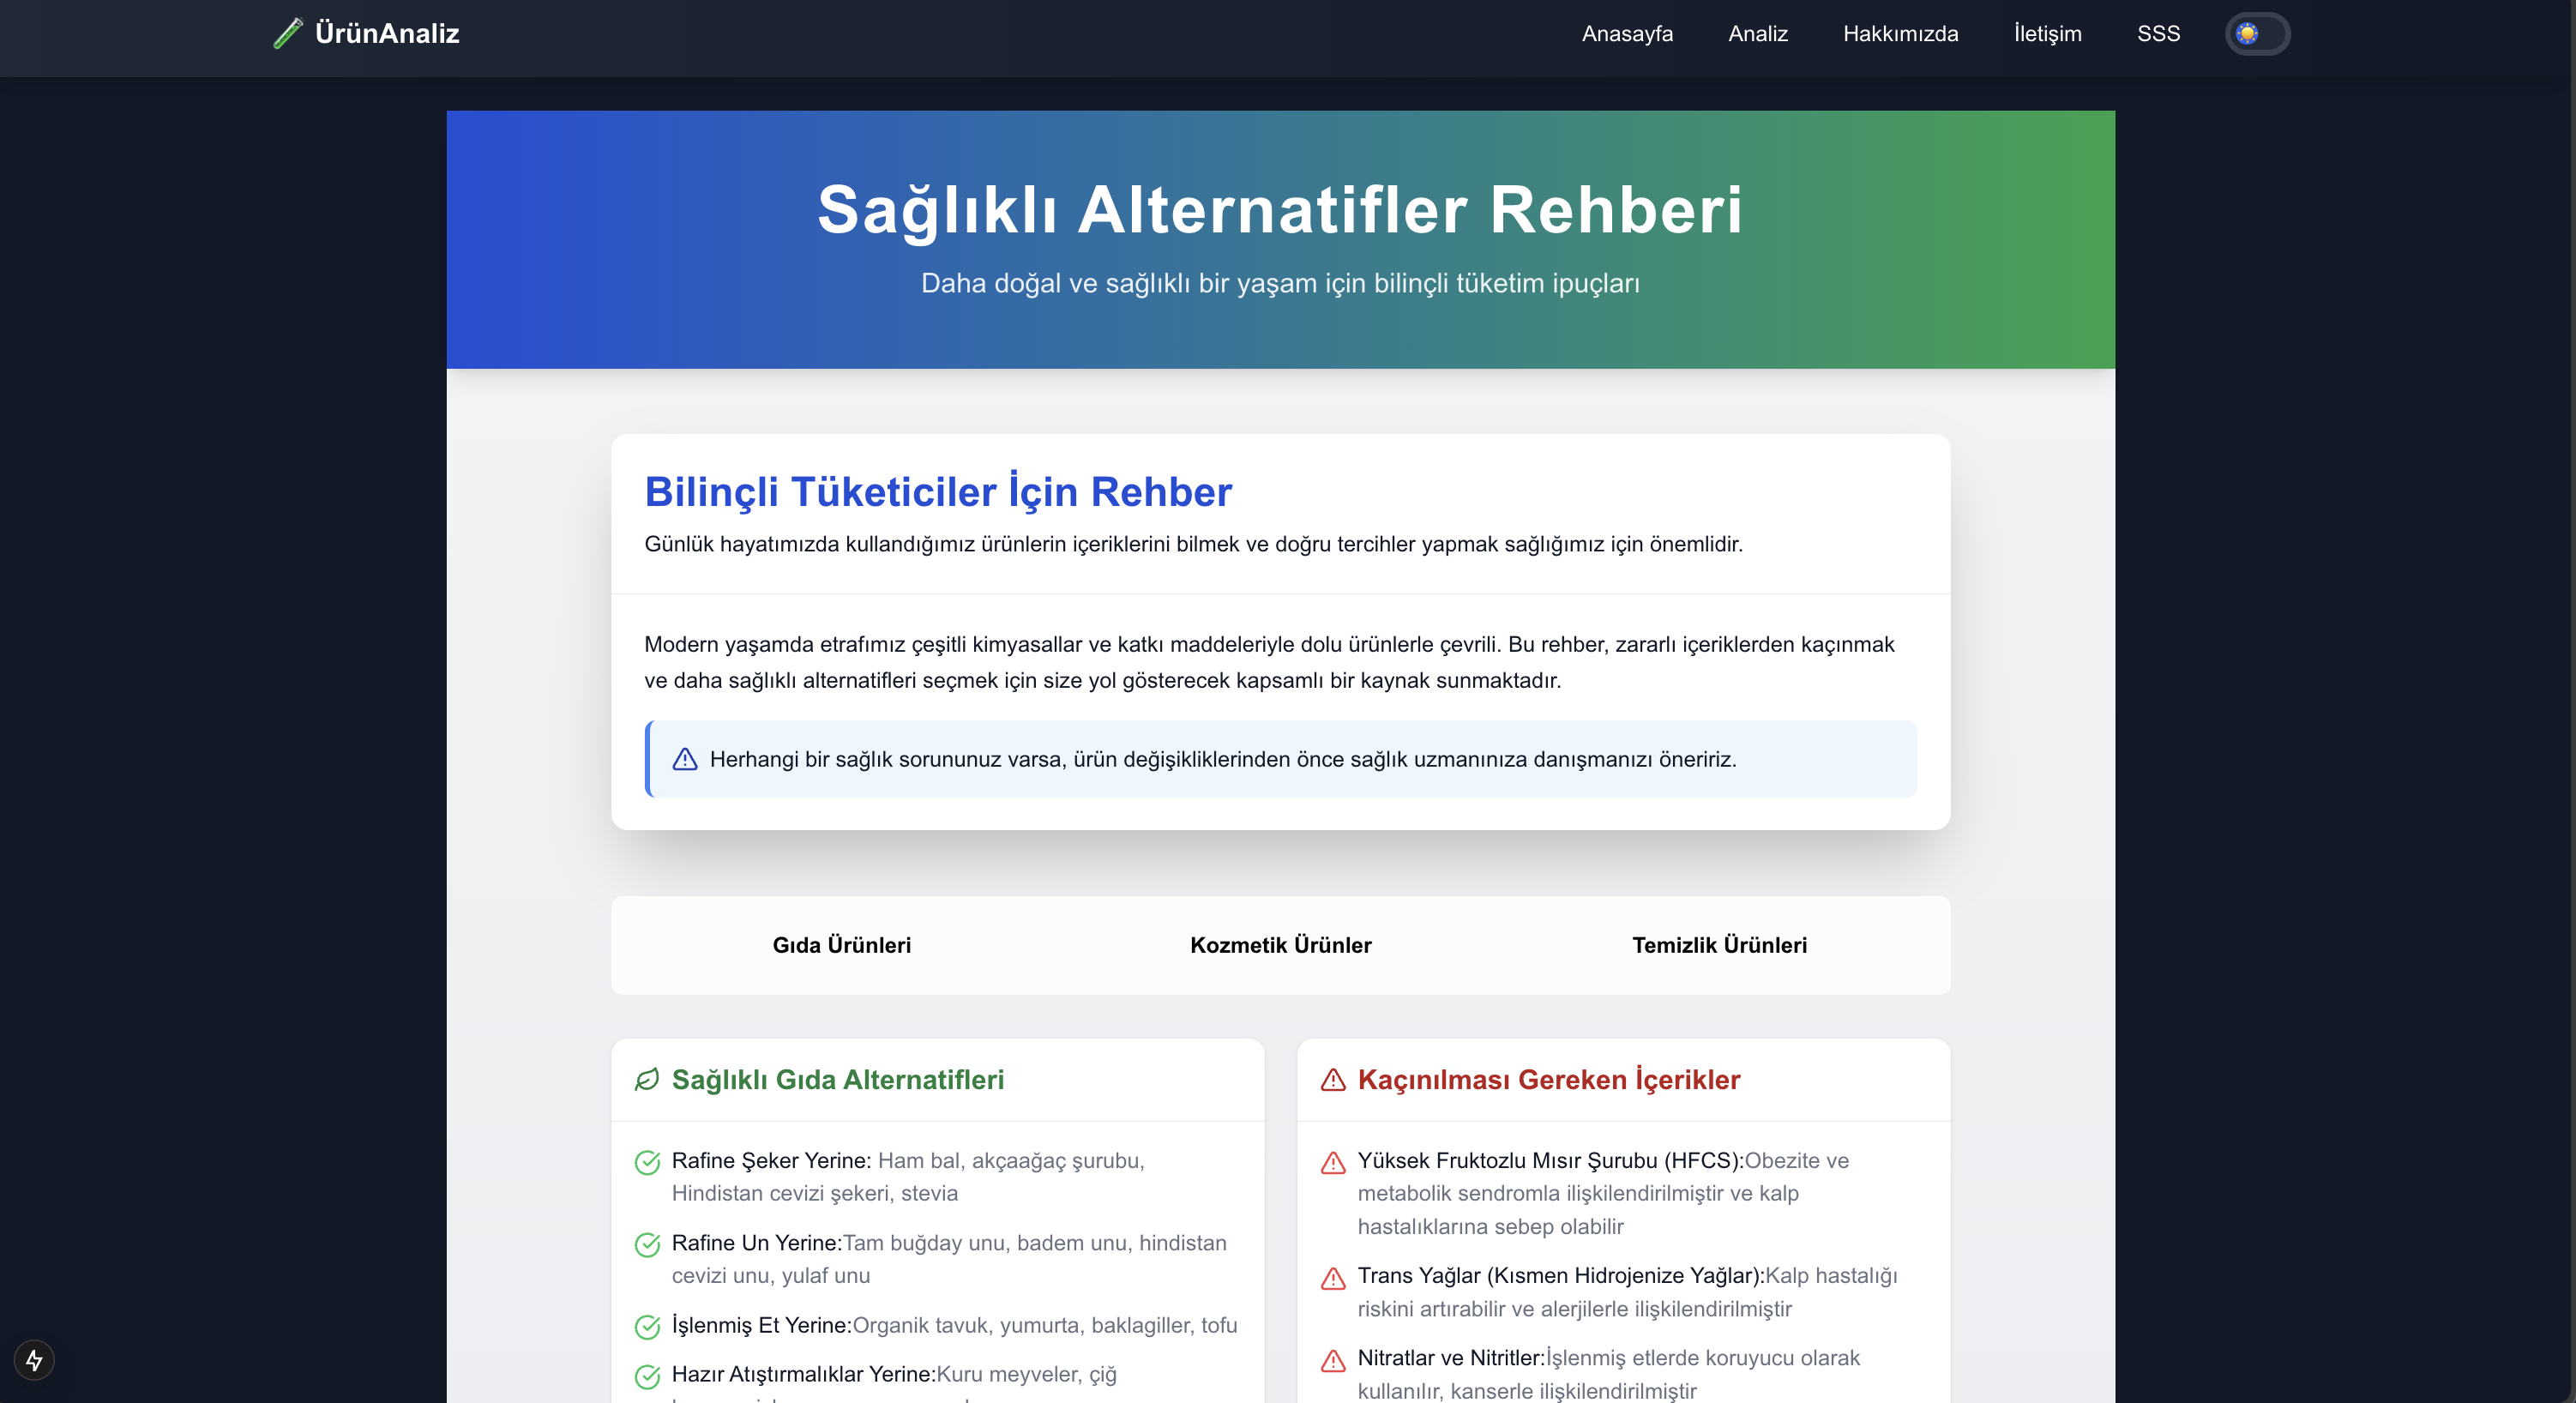 ÜrünAnaliz
Anasayfa
Analiz
Hakkımızda
İletişim
SSS
Sağlıklı Alternatifler Rehberi
Daha doğal ve sağlıklı bir yaşam için bilinçli tüketim ipuçları
Bilinçli Tüketiciler İçin Rehber
Günlük hayatımızda kullandığımız ürünlerin içeriklerini bilmek ve doğru tercihler yapmak sağlığımız için önemlidir.
Modern yaşamda etrafımız çeşitli kimyasallar ve katkı maddeleriyle dolu ürünlerle çevrili. Bu rehber, zararlı içeriklerden kaçınmak
ve daha sağlıklı alternatifleri seçmek için size yol gösterecek kapsamlı bir kaynak sunmaktadır.
Herhangi bir sağlık sorununuz varsa, ürün değişikliklerinden önce sağlık uzmanınıza danışmanızı öneririz.
Gıda Ürünleri
Kozmetik Ürünler
Temizlik Ürünleri
Sağlıklı Gıda Alternatifleri
Rafine Şeker Yerine: Ham bal, akçaağaç şurubu,
Hindistan cevizi şekeri, stevia
Rafine Un Yerine:Tam buğday unu, badem unu, hindistan
cevizi unu, yulaf unu
İşlenmiş Et Yerine:Organik tavuk, yumurta, baklagiller, tofu
Hazır Atıştırmalıklar Yerine:Kuru meyveler, çiğ
Kaçınılması Gereken İçerikler
Yüksek Fruktozlu Mısır Şurubu (HFCS):Obezite ve
metabolik sendromla ilişkilendirilmiştir ve kalp
hastalıklarına sebep olabilir
Trans Yağlar (Kısmen Hidrojenize Yağlar):Kalp hastalığı
riskini artırabilir ve alerjilerle ilişkilendirilmiştir
Nitratlar ve Nitritler:İşlenmiş etlerde koruyucu olarak
kullanılır, kanserle ilişkilendirilmiştir